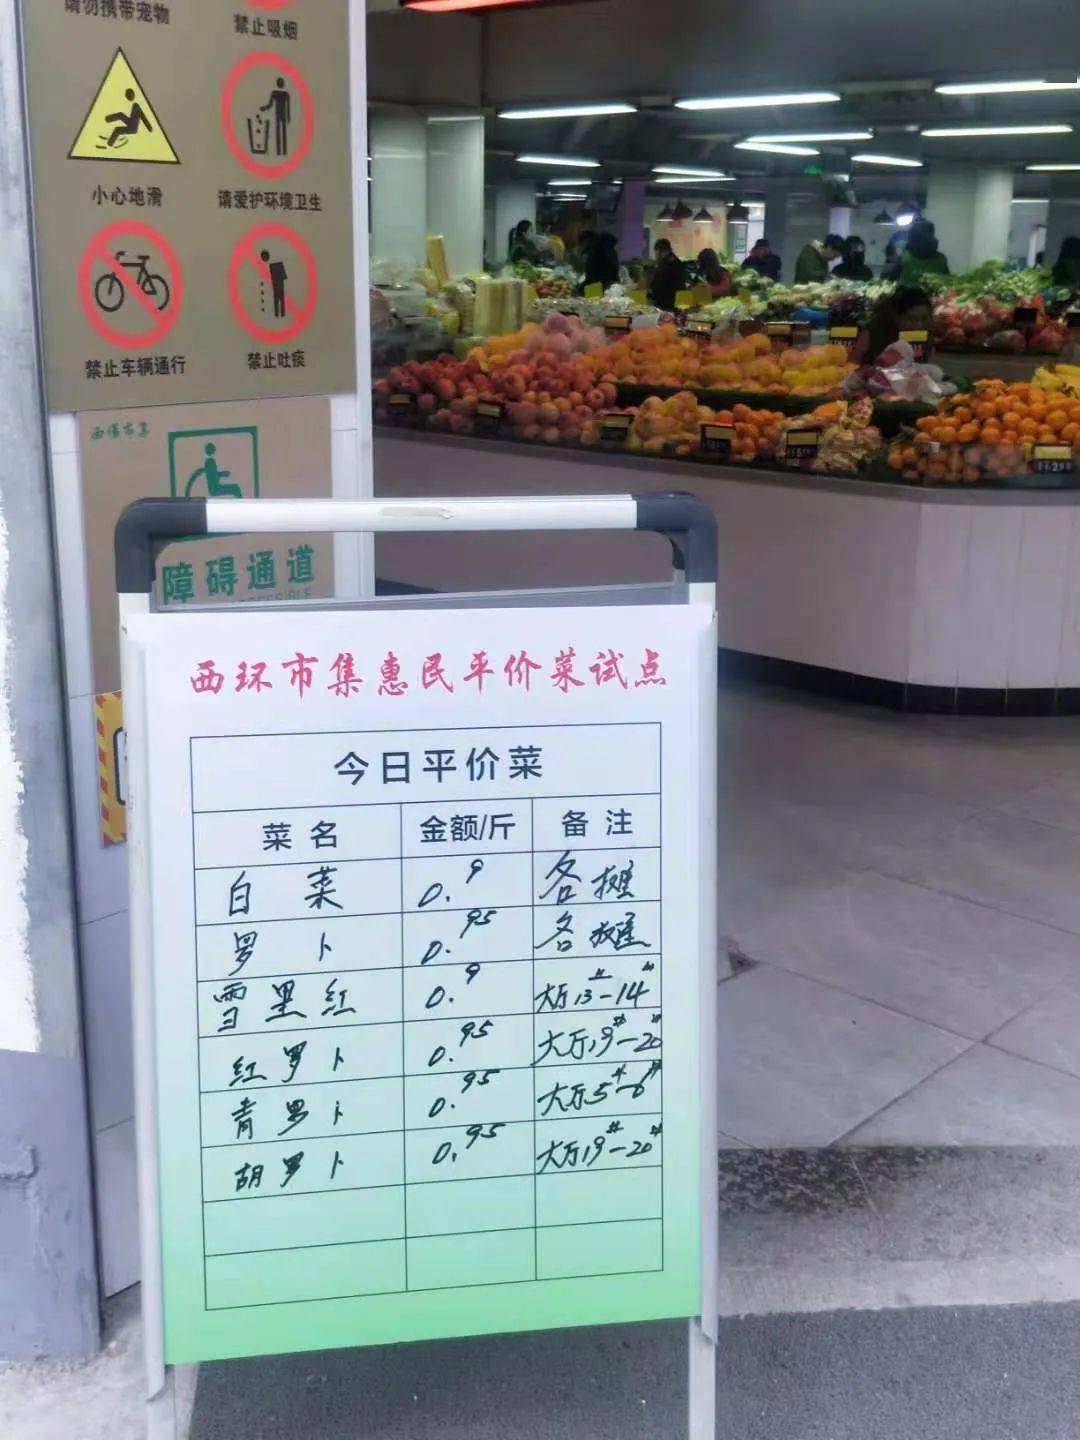 请勿携带宠物
禁止吸烟
小心地滑
请爱护环境卫生
禁止车辆通行
禁止吐痰
障碍通道
西环市集惠民平价菜试点
今日平价菜
菜名 金额/斤 备注
白菜 0.9 各摊
罗卜 0.95 各摊
雪里红 0.9 大厅13#-14#
红罗卜 0.95 大厅19#-20#
青罗卜 0.95 大厅5#-6#
胡罗卜 0.95 大厅19#-20#